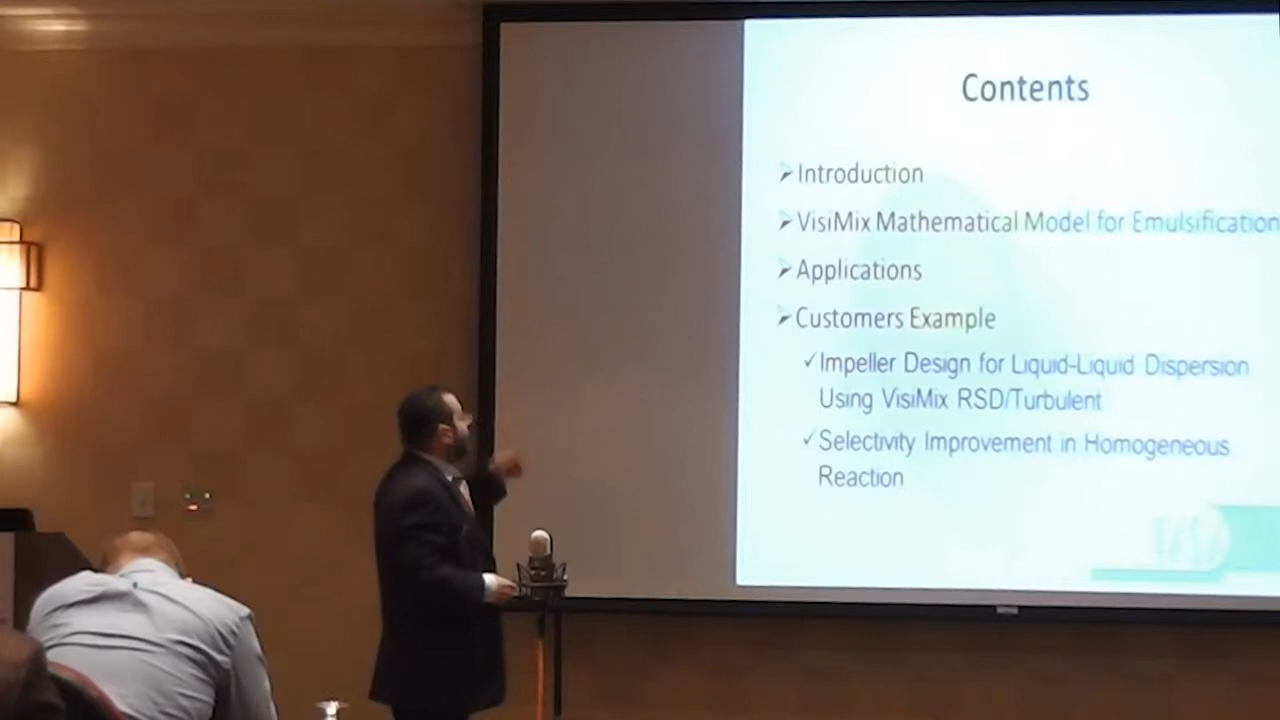 Contents
Introduction
VisiMix Mathematical Model for Emulsification
Applications
Customers Example
Impeller Design for Liquid-Liquid Dispersion
Using VisiMix RSD/Turbulent
Selectivity Improvement in Homogeneous
Reaction